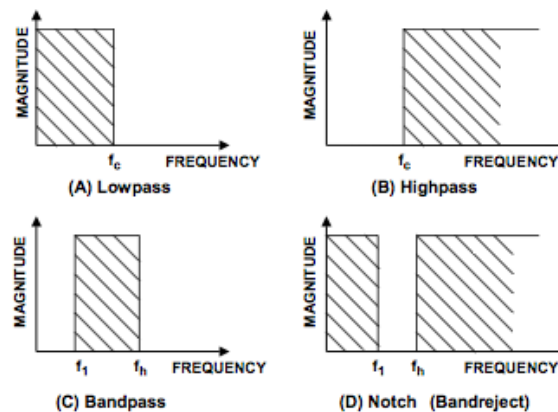 MAGNITUDE
fc FREQUENCY
(A) Lowpass
MAGNITUDE
fc FREQUENCY
(B) Highpass
MAGNITUDE
f1 fh FREQUENCY
(C) Bandpass
MAGNITUDE
f1 fh FREQUENCY
(D) Notch (Bandreject)